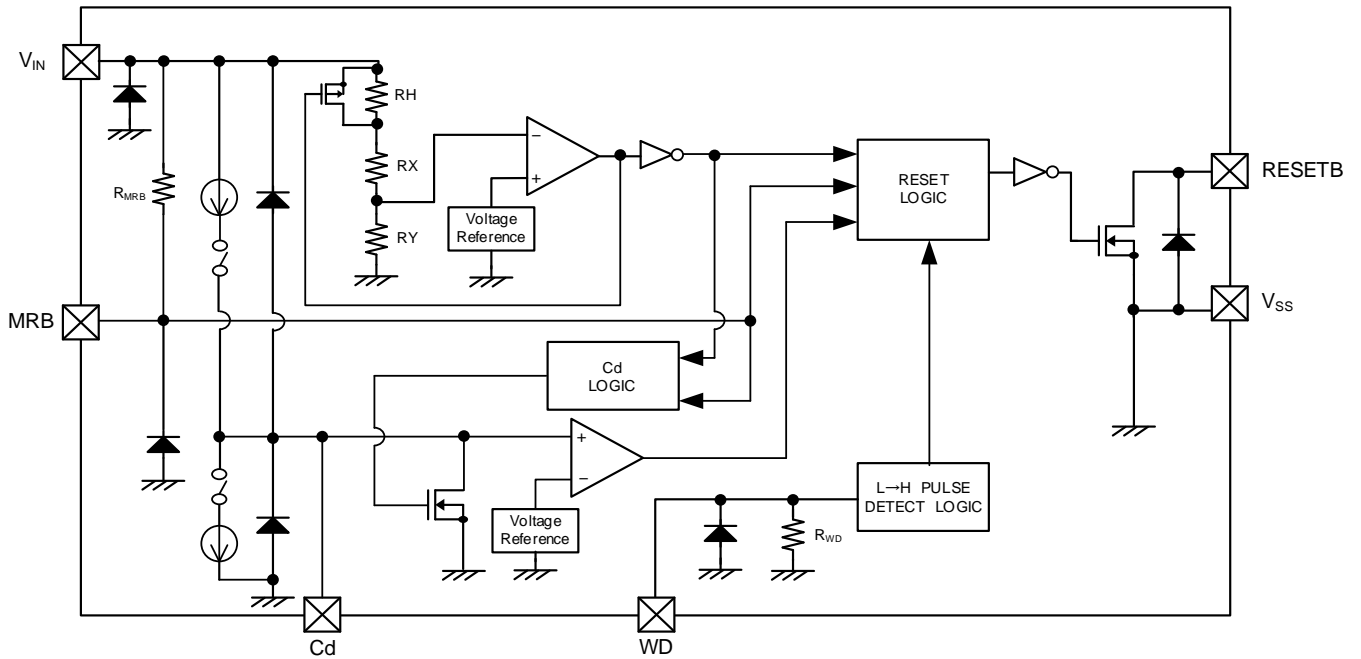 VIN
RH
RX
RMRB
RY
−
+
Voltage
Reference
RESET
LOGIC
RESETB
MRB
VSS
Cd
LOGIC
+
−
Voltage
Reference
L→H PULSE
DETECT LOGIC
RWD
Cd
WD